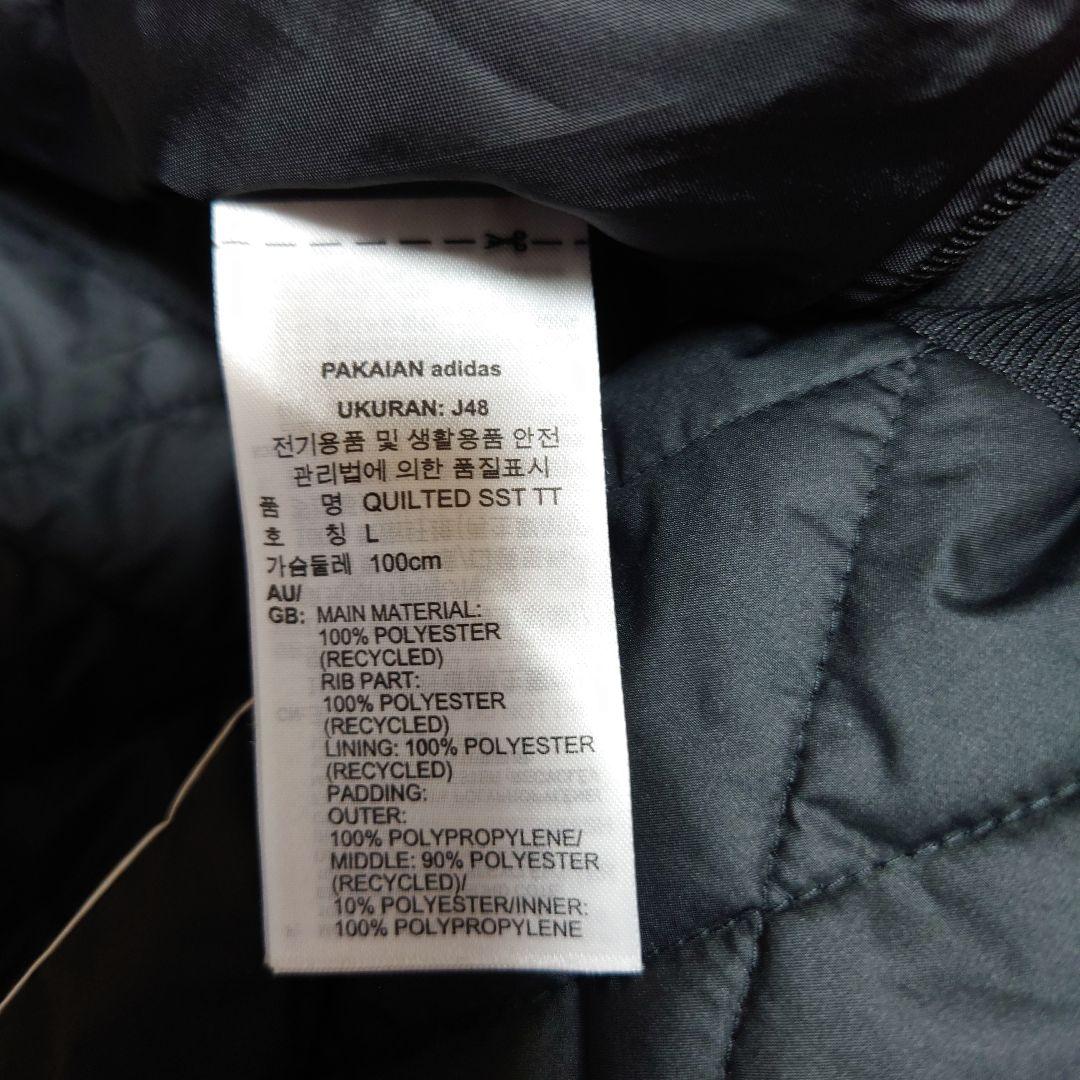 PAKAIAN adidas
UKURAN: J48
전기용품 및 생활용품 안전
관리법에 의한 품질표시
품 명 QUILTED SST TT
호 칭 L
가슴둘레 100cm
AU/
GB: MAIN MATERIAL:
100% POLYESTER
(RECYCLED)
RIB PART:
100% POLYESTER
(RECYCLED)
LINING: 100% POLYESTER
(RECYCLED)
PADDING:
OUTER:
100% POLYPROPYLENE/
MIDDLE: 90% POLYESTER
(RECYCLED)/
10% POLYESTER/INNER:
100% POLYPROPYLENE